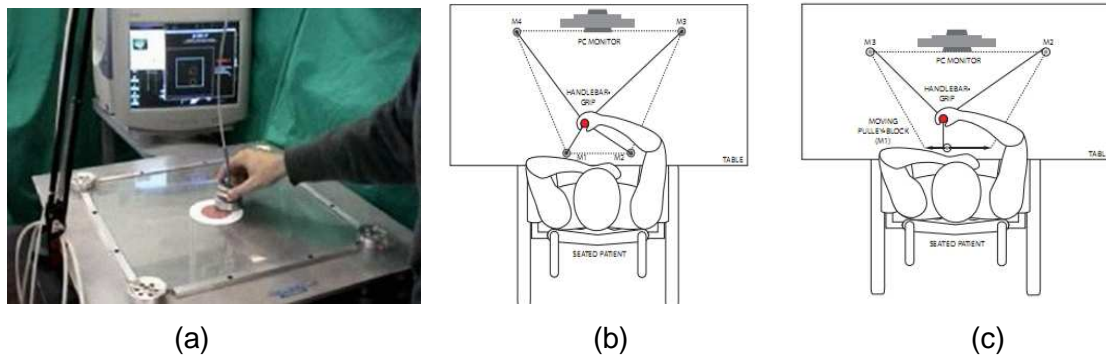 M4
M3
PC MONITOR
HANDLEBAR+
GRIP
M1
M2
TABLE
SEATED PATIENT
M3
M2
PC MONITOR
HANDLEBAR+
GRIP
MOVING
PULLEY+BLOCK
(M1)
TABL
SEATED PATIENT
(a)
(b)
(c)